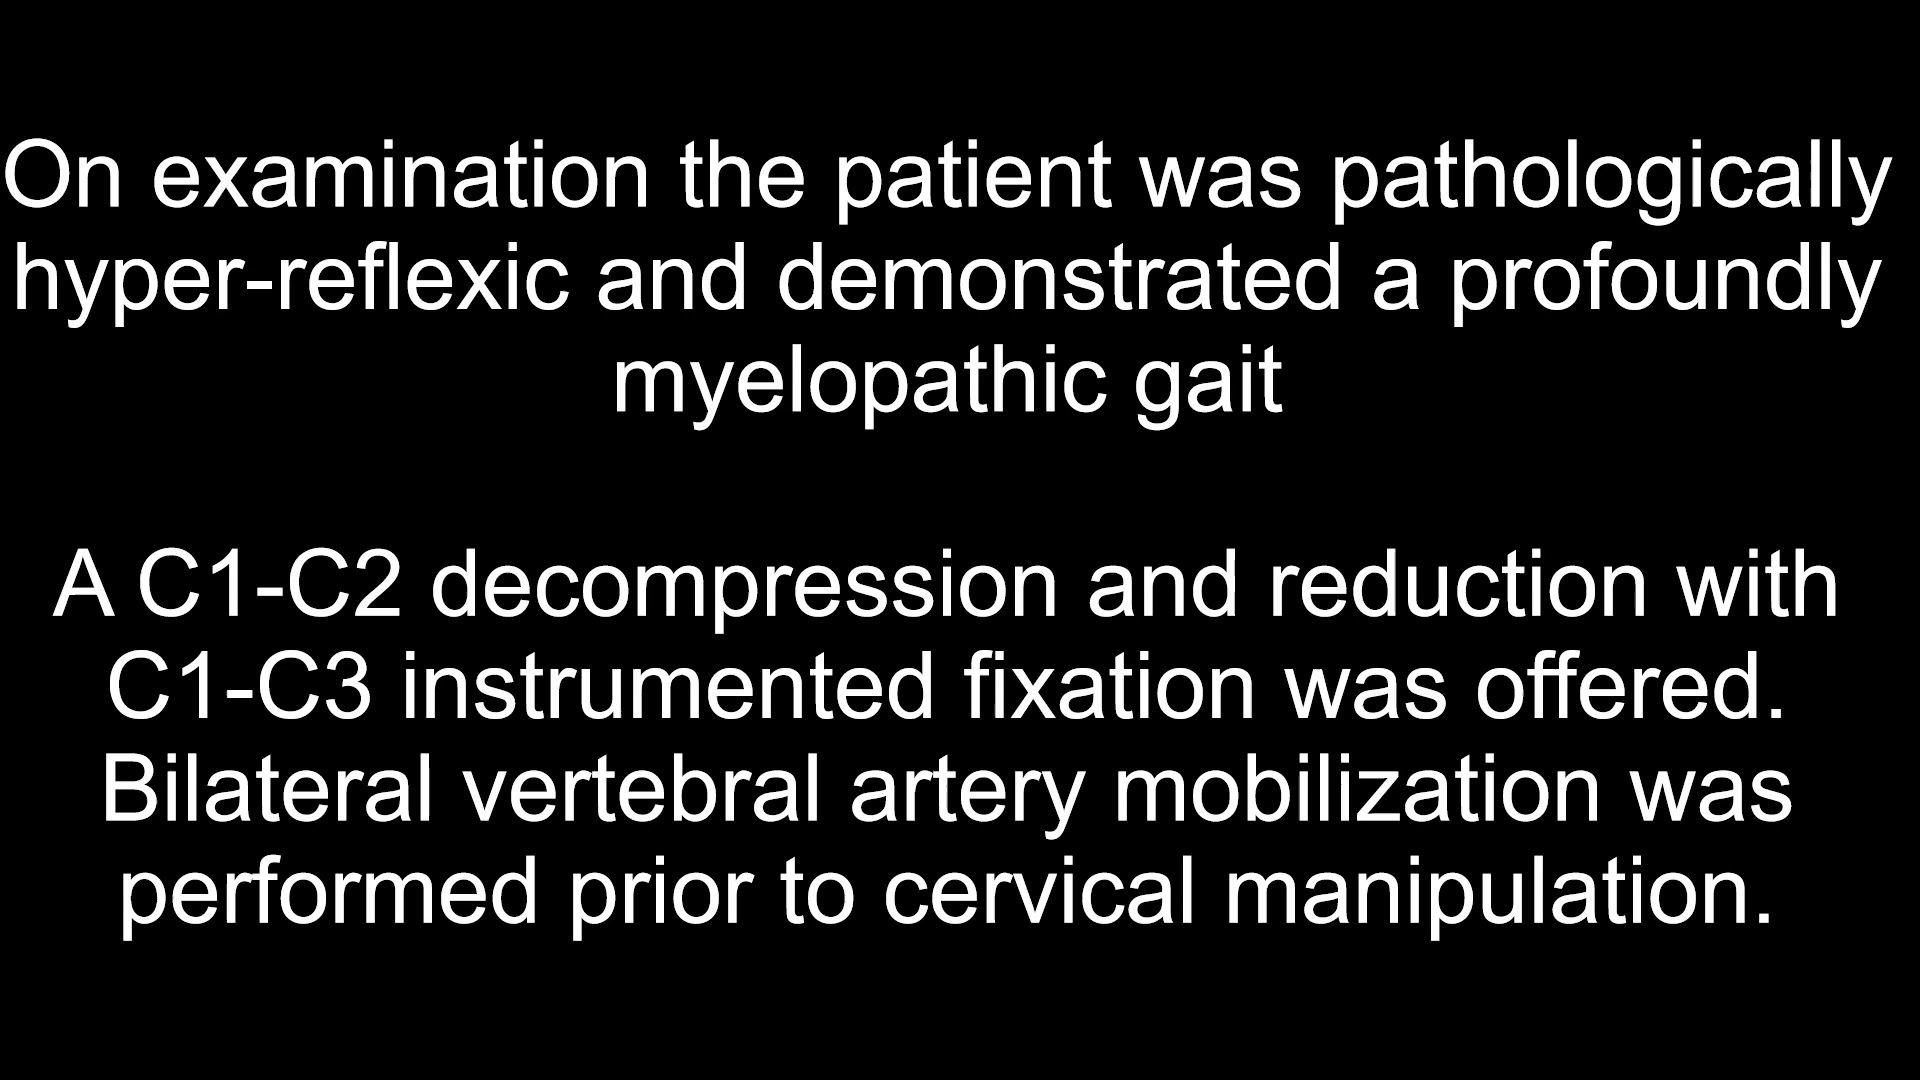 On examination the patient was pathologically
hyper-reflexic and demonstrated a profoundly
myelopathic gait
A C1-C2 decompression and reduction with
C1-C3 instrumented fixation was offered.
Bilateral vertebral artery mobilization was
performed prior to cervical manipulation.